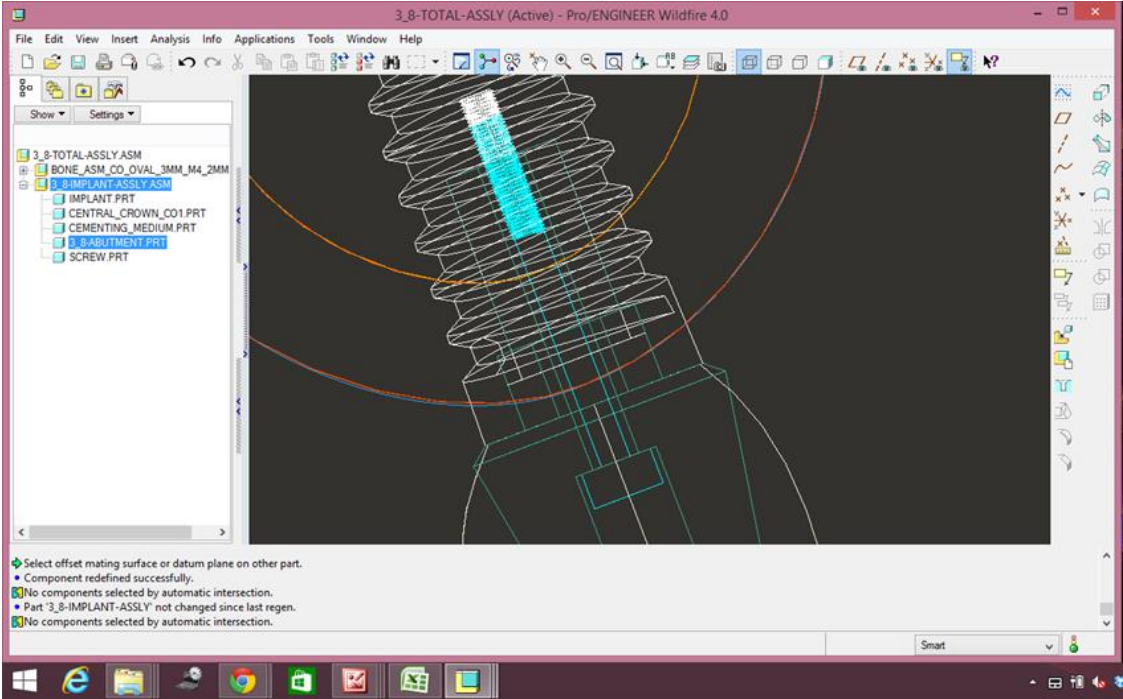 3_8-TOTAL-ASSLY (Active) - Pro/ENGINEER Wildfire 4.0
File Edit View Insert Analysis Info Applications Tools Window Help
Show Settings
3_8-TOTAL-ASSLY.ASM
BONE_ASM_CO_OVAL_3MM_M4_2MM
3_8-IMPLANT-ASSLY.ASM
IMPLANT.PRT
CENTRAL_CROWN_CO1.PRT
CEMENTING_MEDIUM.PRT
3_8-ABUTMENT.PRT
SCREW.PRT
Select offset mating surface or datum plane on other part.
• Component redefined successfully.
No components selected by automatic intersection.
• Part '3_8-IMPLANT-ASSLY' not changed since last regen.
No components selected by automatic intersection.
Smart